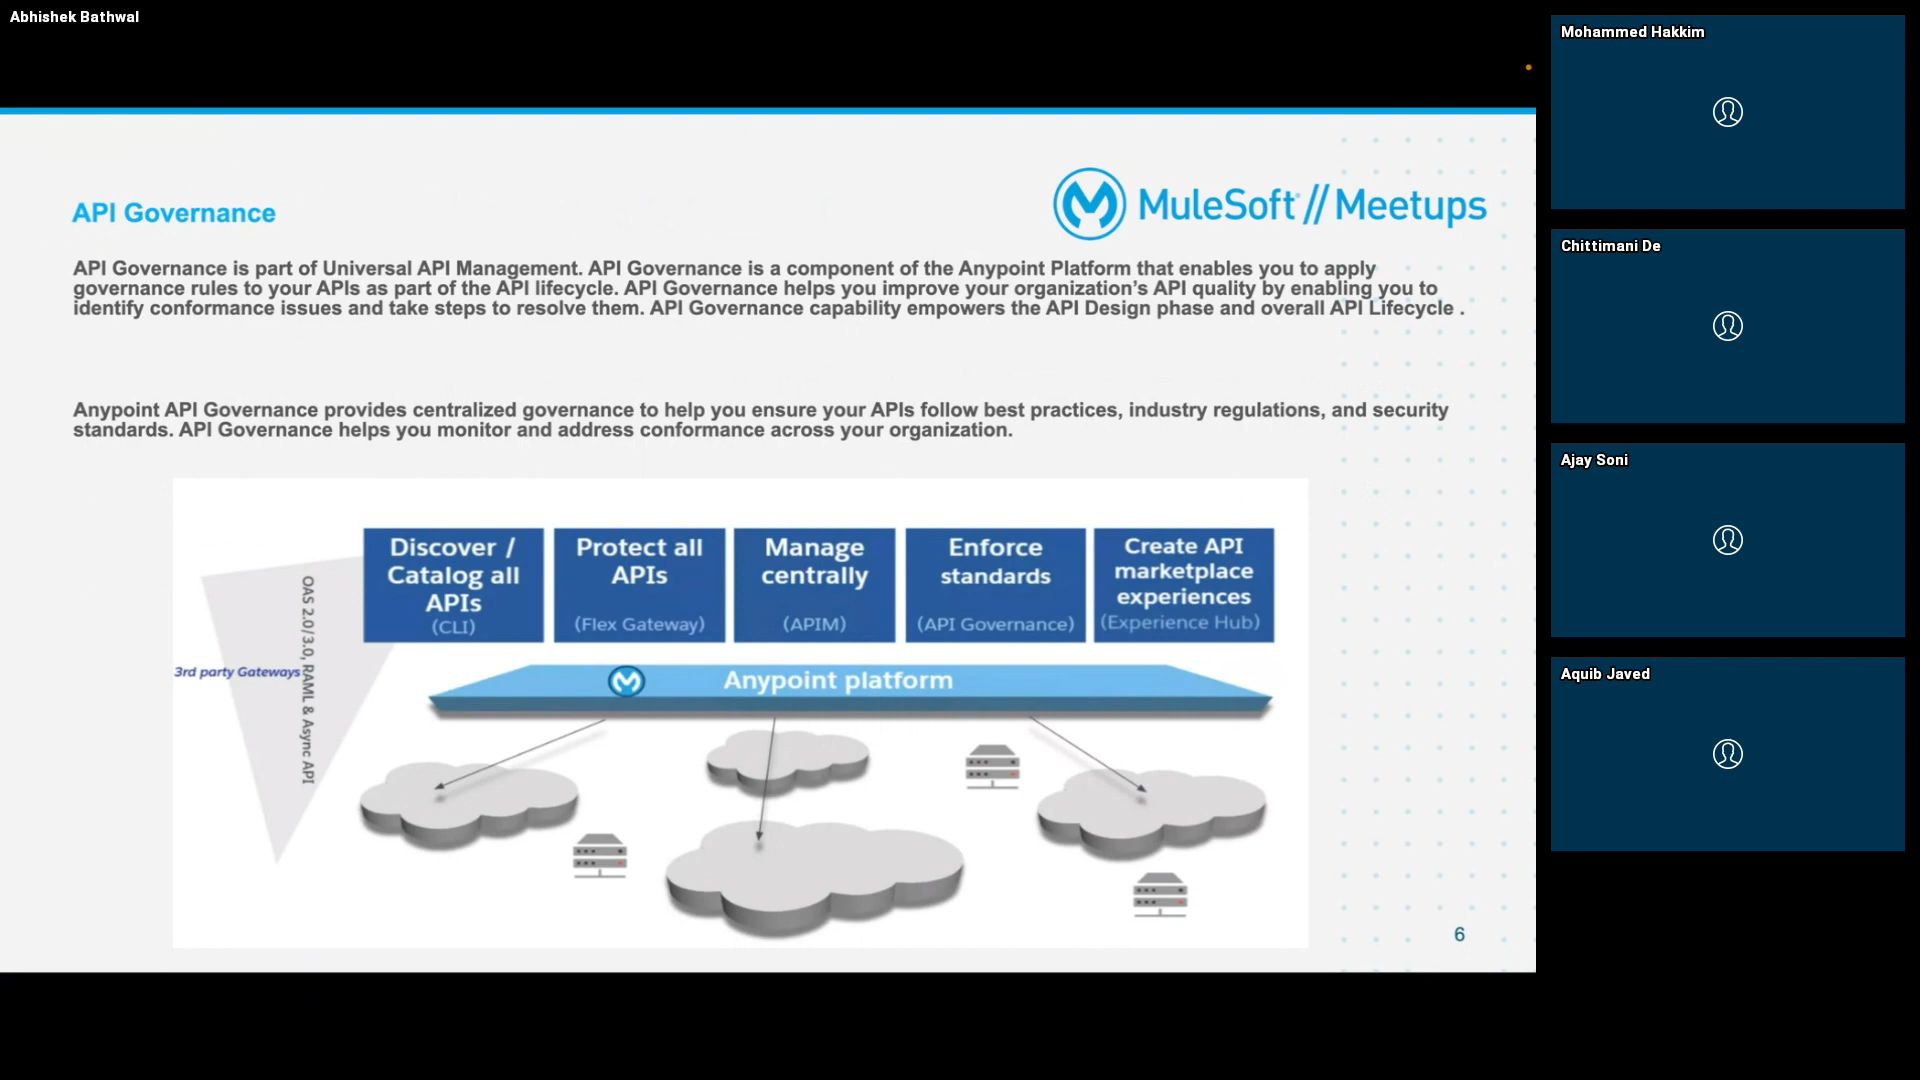 Abhishek Bathwal
API Governance
MuleSoft // Meetups
API Governance is part of Universal API Management. API Governance is a component of the Anypoint Platform that enables you to apply
governance rules to your APIs as part of the API lifecycle. API Governance helps you improve your organization’s API quality by enabling you to
identify conformance issues and take steps to resolve them. API Governance capability empowers the API Design phase and overall API Lifecycle .
Anypoint API Governance provides centralized governance to help you ensure your APIs follow best practices, industry regulations, and security
standards. API Governance helps you monitor and address conformance across your organization.
Discover /
Catalog all
APIs
(CLI)
Protect all
APIs
(Flex Gateway)
Manage
centrally
(APIM)
Enforce
standards
(API Governance)
Create API
marketplace
experiences
(Experience Hub)
3rd party Gateways
OAS 2.0/3.0, RAML & Async API
Anypoint platform
6
Mohammed Hakkim
Chittimani De
Ajay Soni
Aquib Javed